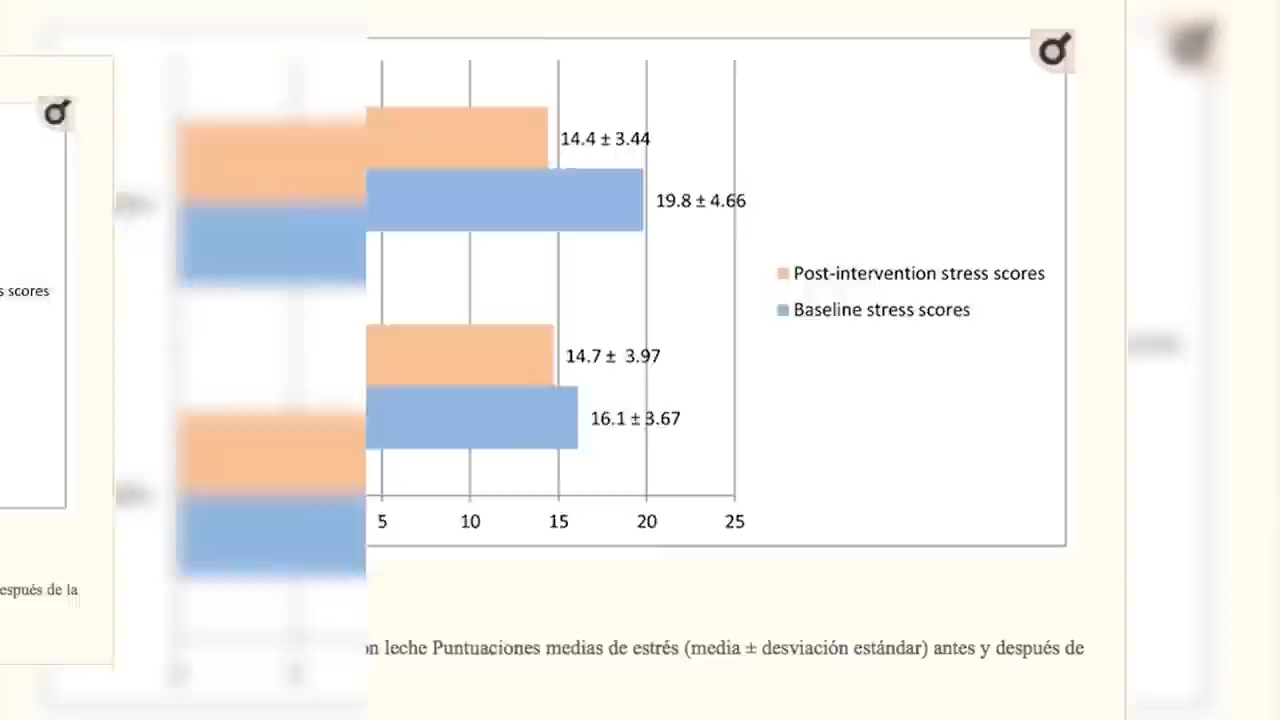 14.4 ± 3.44
19.8 ± 4.66
s scores
Post-intervention stress scores
Baseline stress scores
14.7 ± 3.97
16.1 ± 3.67
5 10 15 20 25
espués de la
on leche Puntuaciones medias de estrés (media ± desviación estándar) antes y después de